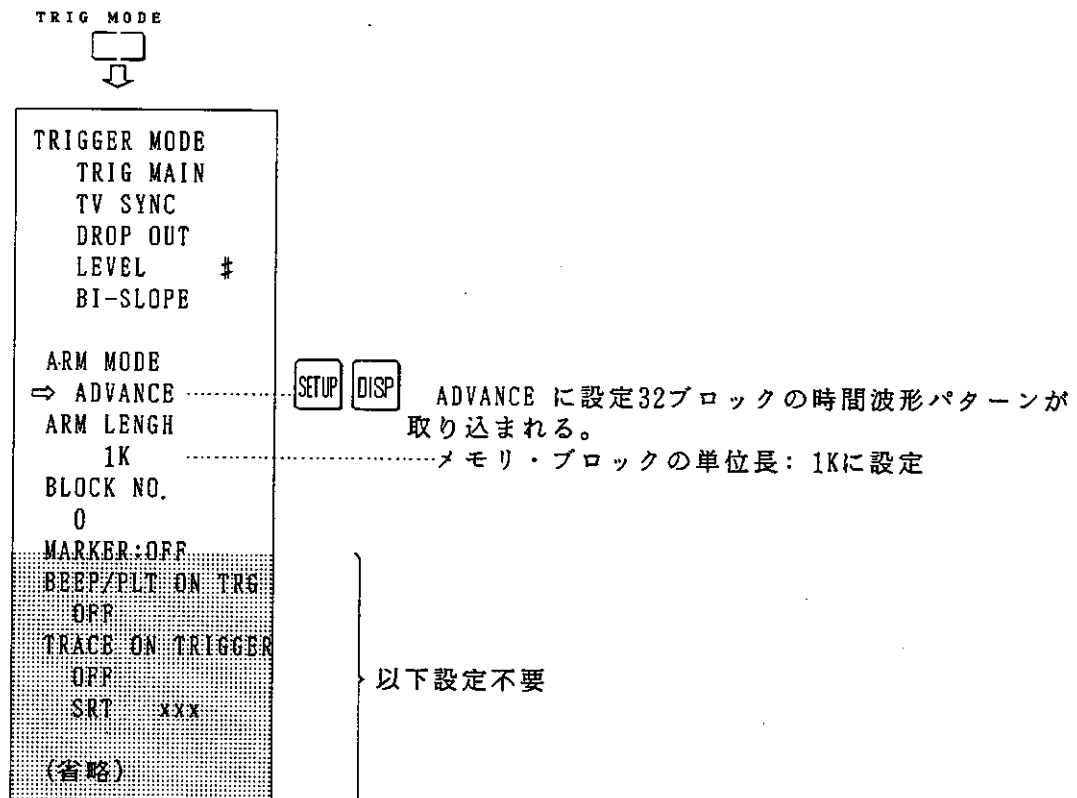 TRIG MODE
TRIGGER MODE
TRIG MAIN
TV SYNC
DROP OUT
LEVEL #
BI-SLOPE
ARM MODE
⇒ ADVANCE SETUP DISP ADVANCE に設定32ブロックの時間波形パターンが
取り込まれる。
ARM LENGH
1K メモリ・ブロックの単位長: 1Kに設定
BLOCK NO.
0
MARKER:OFF
BEEP/PLT ON TRG
OFF
TRACE ON TRIGGER
OFF
以下設定不要
SRT xxx
(省略)